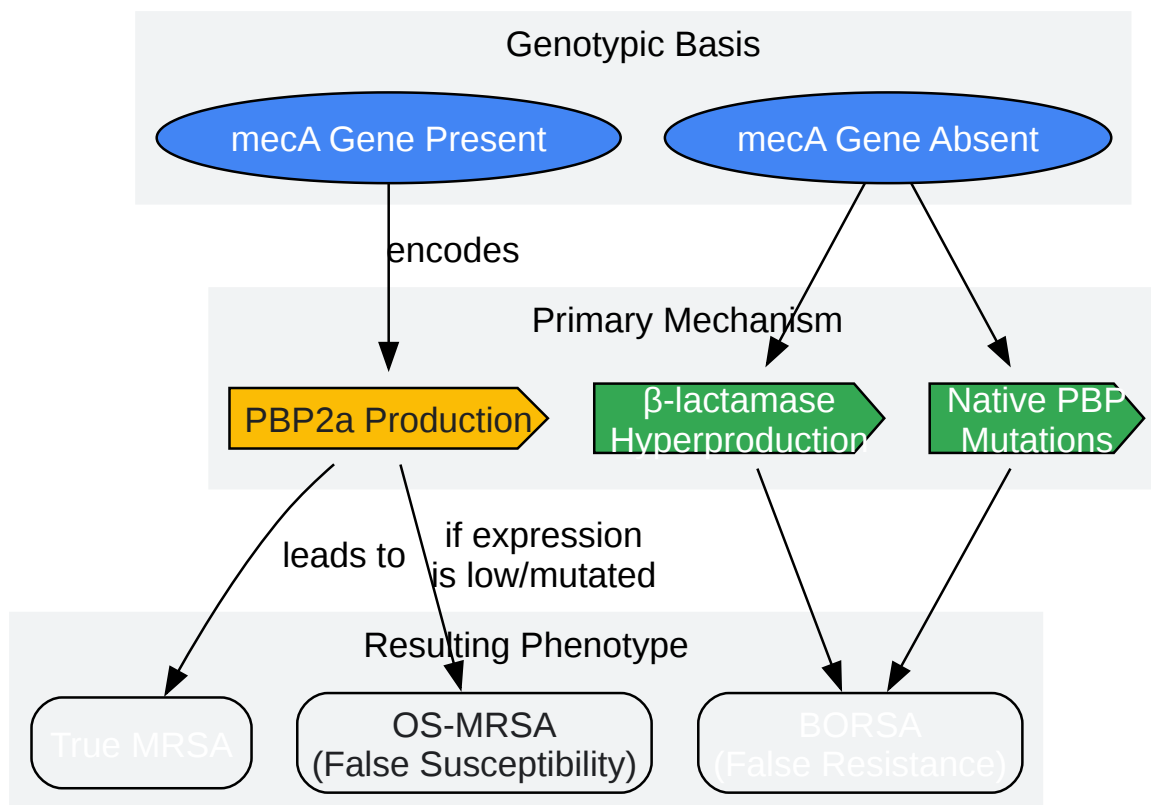 Genotypic Basis
mecA Gene Present
mecA Gene Absent
encodes
Primary Mechanism
PBP2a Production
β-lactamase
Hyperproduction
Native PBP
Mutations
leads to
if expression
is low/mutated
Resulting Phenotype
True MRSA
OS-MRSA
(False Susceptibility)
BORSA
(False Resistance)